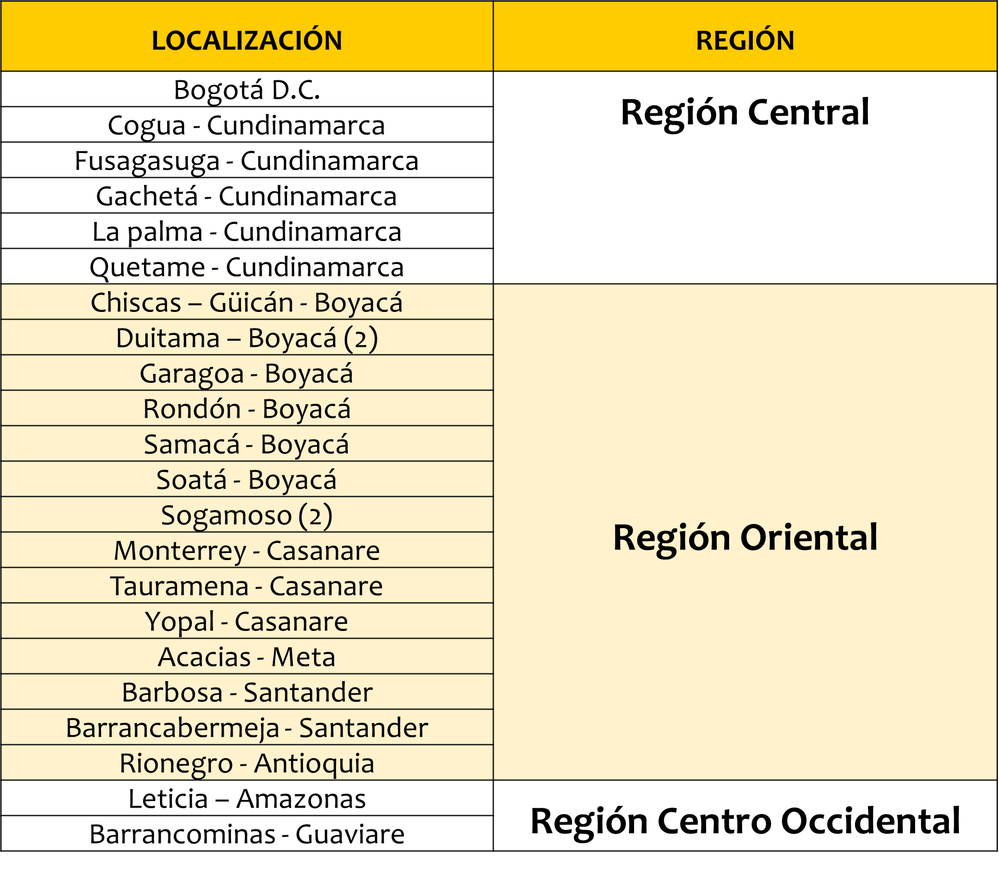 LOCALIZACIÓN
REGIÓN
Bogotá D.C.
Región Central
Cogua - Cundinamarca
Fusagasuga - Cundinamarca
Gachetá - Cundinamarca
La palma - Cundinamarca
Quetame - Cundinamarca
Chiscas – Güicán - Boyacá
Región Oriental
Duitama – Boyacá (2)
Garagoa - Boyacá
Rondón - Boyacá
Samacá - Boyacá
Soatá - Boyacá
Sogamoso (2)
Monterrey - Casanare
Tauramena - Casanare
Yopal - Casanare
Acacias - Meta
Barbosa - Santander
Barrancabermeja - Santander
Rionegro - Antioquia
Leticia – Amazonas
Región Centro Occidental
Barrancominas - Guaviare